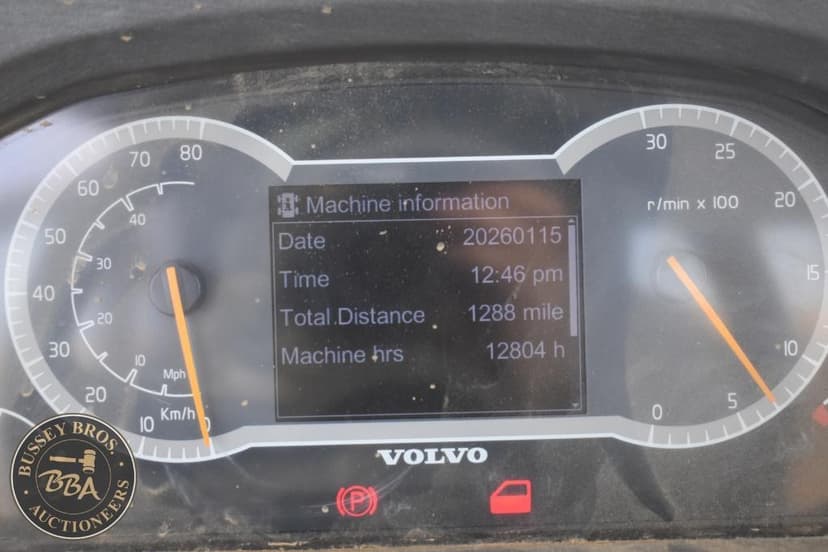 Machine information
Date 20260115
Time 12:46 pm
Total Distance 1288 mile
Machine hrs 12804 h
80
70
60
50
40
30
20
10
0
Km/h
40
30
20
10
Mph
30
25
20
15
10
5
0
r/min x 100
VOLVO
P
BUSSEY BROS.
BBA
AUCTIONEERS